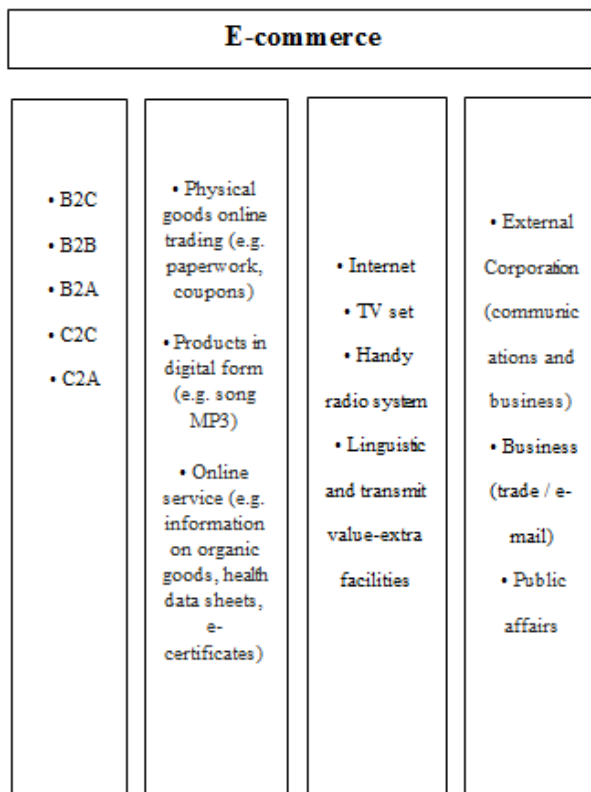 E-commerce
• B2C
• B2B
• B2A
• C2C
• C2A
• Physical
goods online
trading (e.g.
paperwork,
coupons)
• Products in
digital form
(e.g. song
MP3)
• Online
service (e.g.
information
on organic
goods, health
data sheets,
e-
certificates)
• Internet
• TV set
• Handy
radio system
• Linguistic
and transmit
value-extra
facilities
• External
Corporation
(communic
ations and
business)
• Business
(trade / e-
mail)
• Public
affairs